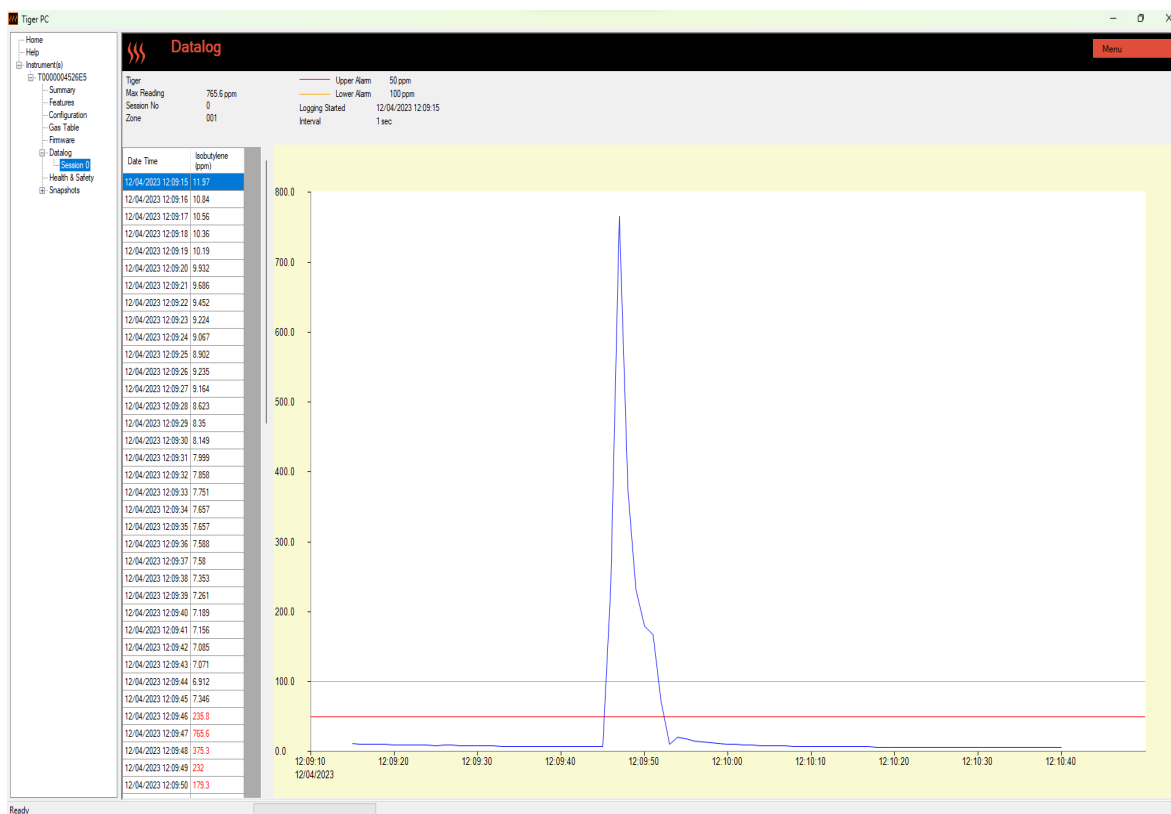 Tiger PC
Home
Help
Instrument(s)
T0000004526E5
Summary
Features
Configuration
Gas Table
Firmware
Datalog
Session 0
Health & Safety
Snapshots
Datalog
Menu
Tiger
Max Reading 765.6 ppm
Session No 0
Zone 001
Upper Alarm 50 ppm
Lower Alarm 100 ppm
Logging Started 12/04/2023 12:09:15
Interval 1 sec
Date Time Isobutylene (ppm)
12/04/2023 12:09:15 11.97
12/04/2023 12:09:16 10.84
12/04/2023 12:09:17 10.56
12/04/2023 12:09:18 10.36
12/04/2023 12:09:19 10.19
12/04/2023 12:09:20 9.932
12/04/2023 12:09:21 9.686
12/04/2023 12:09:22 9.452
12/04/2023 12:09:23 9.224
12/04/2023 12:09:24 9.067
12/04/2023 12:09:25 8.902
12/04/2023 12:09:26 9.235
12/04/2023 12:09:27 9.164
12/04/2023 12:09:28 8.623
12/04/2023 12:09:29 8.35
12/04/2023 12:09:30 8.149
12/04/2023 12:09:31 7.999
12/04/2023 12:09:32 7.858
12/04/2023 12:09:33 7.751
12/04/2023 12:09:34 7.657
12/04/2023 12:09:35 7.657
12/04/2023 12:09:36 7.588
12/04/2023 12:09:37 7.58
12/04/2023 12:09:38 7.353
12/04/2023 12:09:39 7.261
12/04/2023 12:09:40 7.189
12/04/2023 12:09:41 7.156
12/04/2023 12:09:42 7.085
12/04/2023 12:09:43 7.071
12/04/2023 12:09:44 6.912
12/04/2023 12:09:45 7.346
12/04/2023 12:09:46 235.8
12/04/2023 12:09:47 765.6
12/04/2023 12:09:48 375.3
12/04/2023 12:09:49 232
12/04/2023 12:09:50 179.3
800.0
700.0
600.0
500.0
400.0
300.0
200.0
100.0
0.0
12:09:10 12:09:20 12:09:30 12:09:40 12:09:50 12:10:00 12:10:10 12:10:20 12:10:30 12:10:40
12/04/2023
Ready